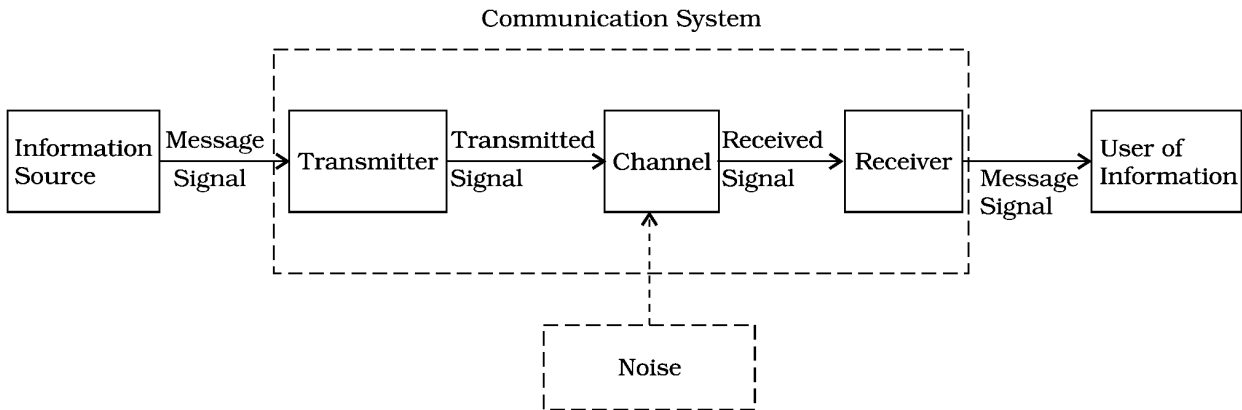 Communication System
Information
Source
Message
Signal
Transmitter
Transmitted
Signal
Channel
Received
Signal
Receiver
Message
Signal
User of
Information
Noise